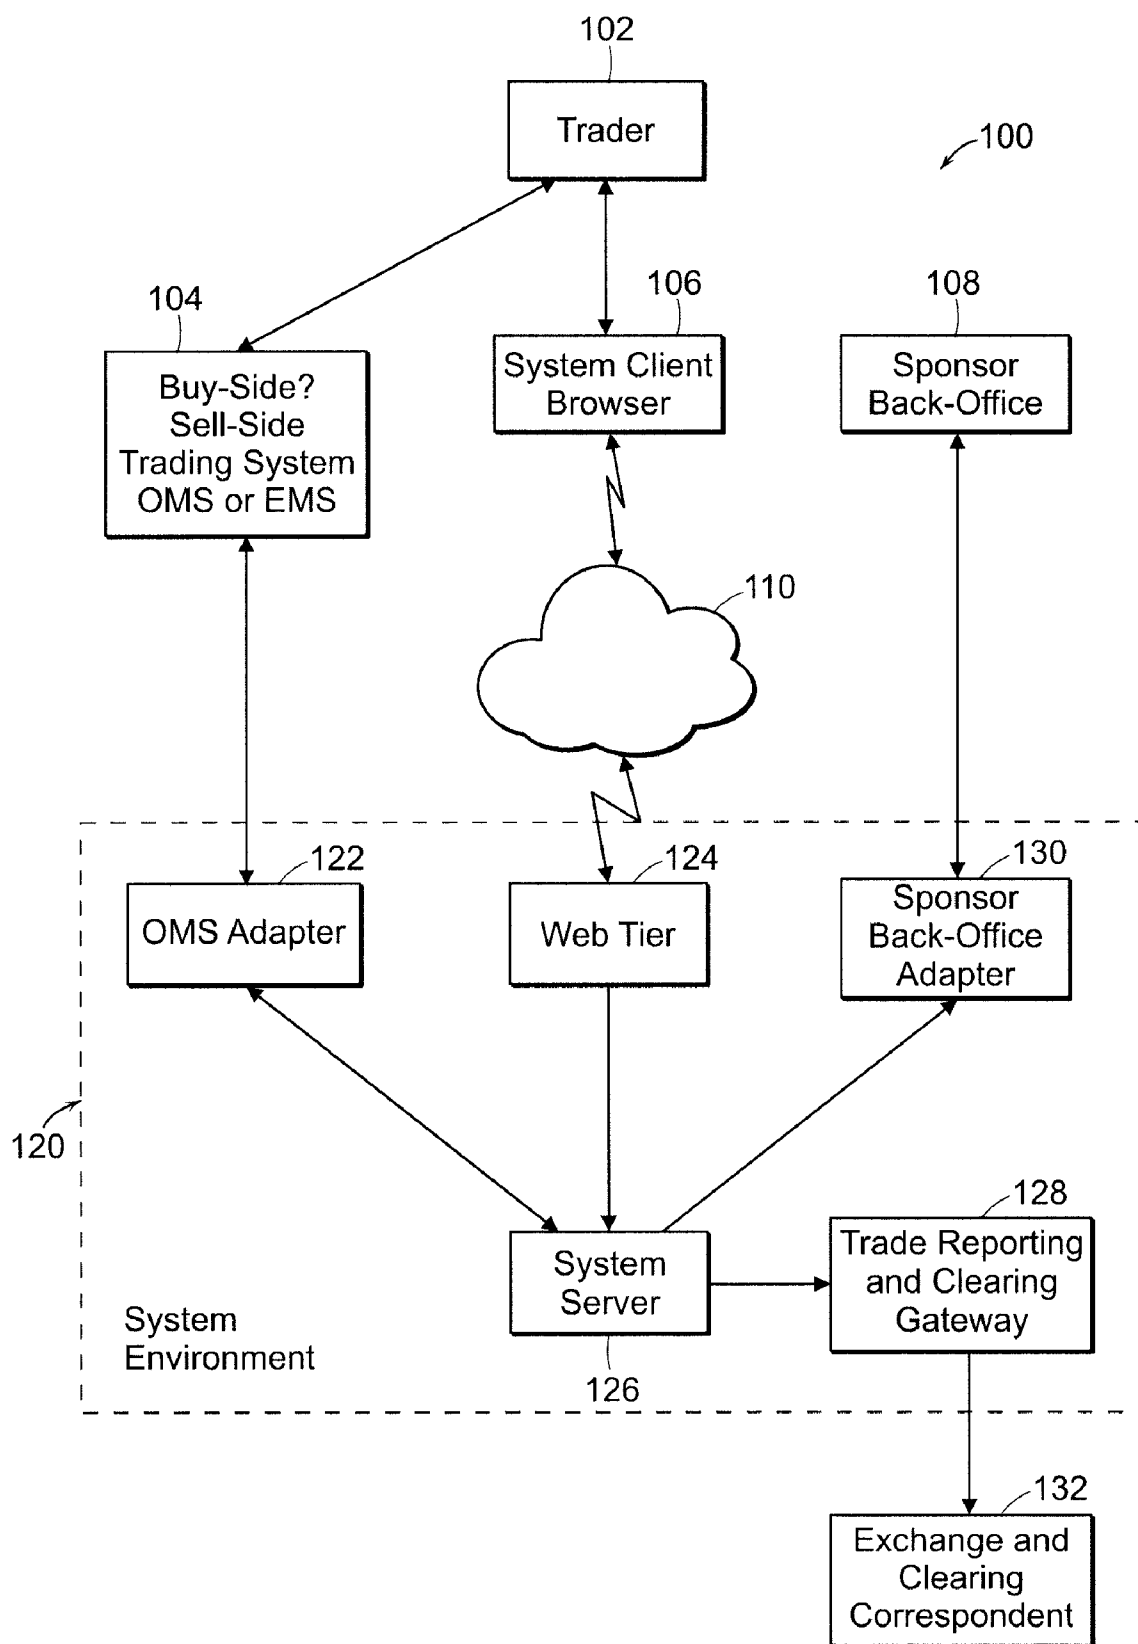 102
Trader
100
104
106
108
Buy-Side?
Sell-Side
Trading System
OMS or EMS
System Client
Browser
Sponsor
Back-Office
110
122
124
130
OMS Adapter
Web Tier
Sponsor
Back-Office
Adapter
120
128
System
Server
Trade Reporting
and Clearing
Gateway
System
Environment
126
132
Exchange and
Clearing
Correspondent